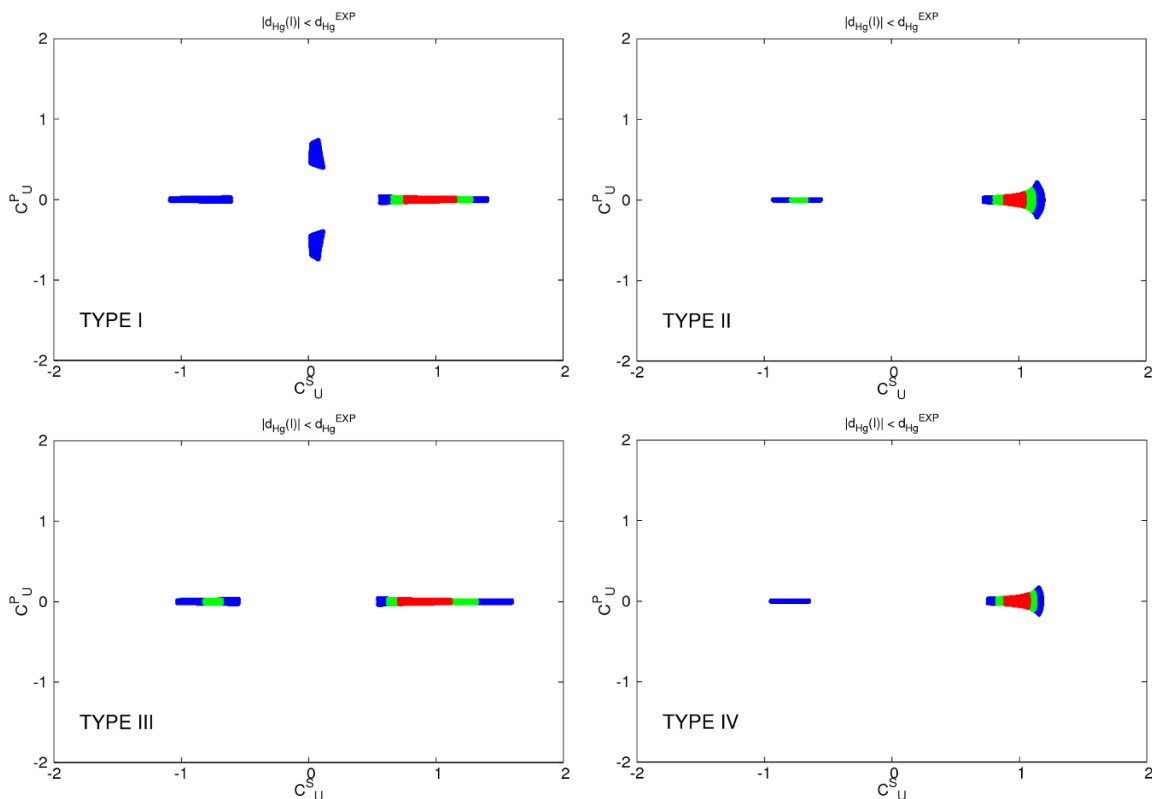 |d_Hg(I)| < d_Hg^EXP
2
1
0
-1
-2
C^P_U
TYPE I
-2 -1 0 1 2
C^S_U
|d_Hg(I)| < d_Hg^EXP
2
1
0
-1
-2
C^P_U
TYPE II
-2 -1 0 1 2
C^S_U
|d_Hg(I)| < d_Hg^EXP
2
1
0
-1
-2
C^P_U
TYPE III
-2 -1 0 1 2
C^S_U
|d_Hg(I)| < d_Hg^EXP
2
1
0
-1
-2
C^P_U
TYPE IV
-2 -1 0 1 2
C^S_U